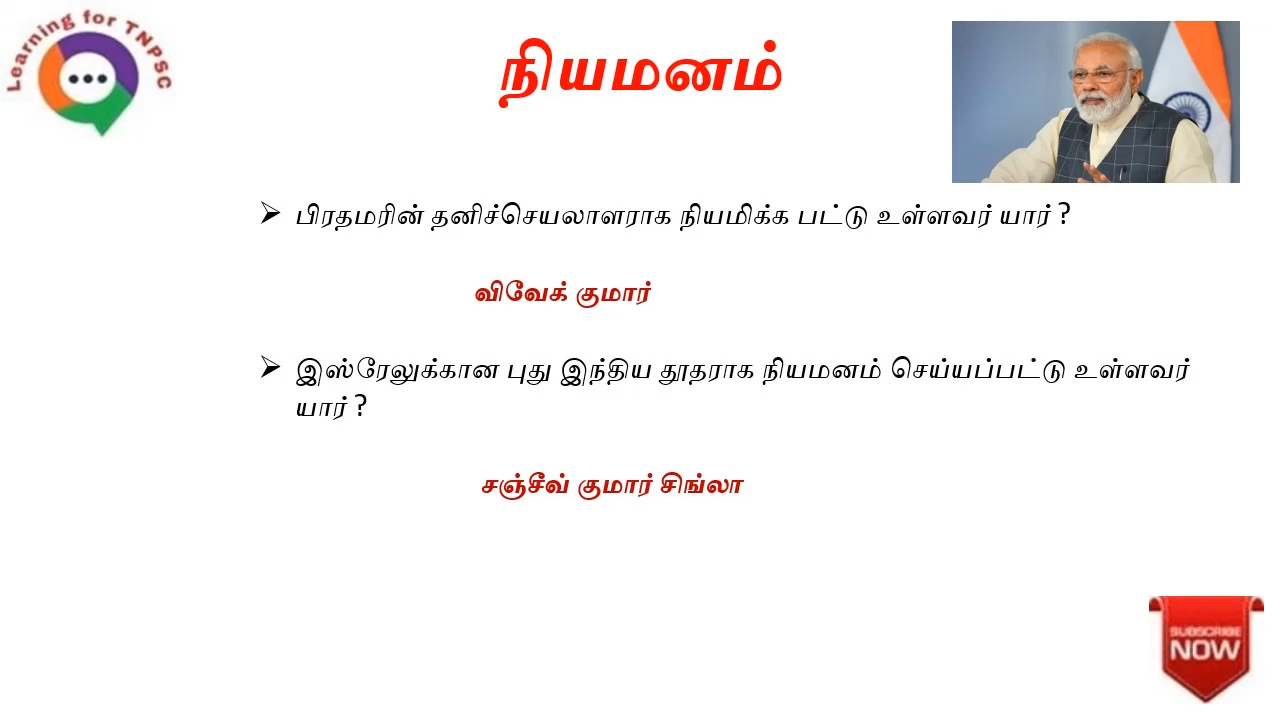 Learning for TNPSC
நியமனம்
பிரதமரின் தனிச்செயலாளராக நியமிக்க பட்டு உள்ளவர் யார் ?
விவேக் குமார்
இஸ்ரேலுக்கான புது இந்திய தூதராக நியமனம் செய்யப்பட்டு உள்ளவர்
யார் ?
சஞ்சீவ் குமார் சிங்லா
SUBSCRIBE
NOW